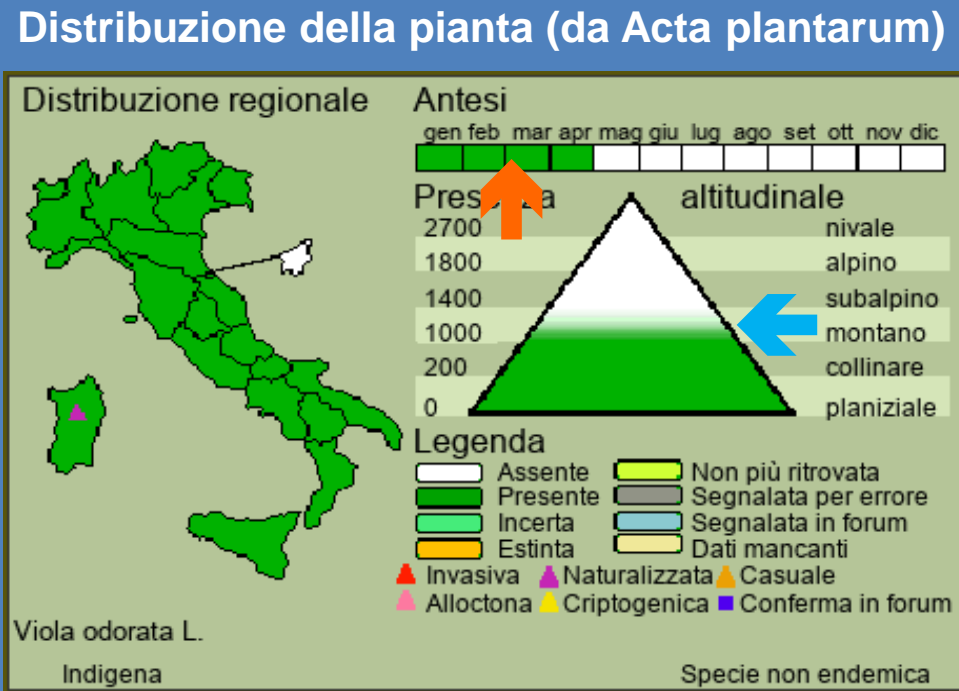 Distribuzione della pianta (da Acta plantarum)
Distribuzione regionale
Antesi
gen feb mar apr mag giu lug ago set ott nov dic
altitudinale
2700 nivale
1800 alpino
1400 subalpino
1000 montano
200 collinare
0 planiziale
Legenda
Assente Non più ritrovata
Presente Segnalata per errore
Incerta Segnalata in forum
Estinta Dati mancanti
Invasiva Naturalizzata Casuale
Alloctona Criptogenica Conferma in forum
Viola odorata L.
Indigena Specie non endemica